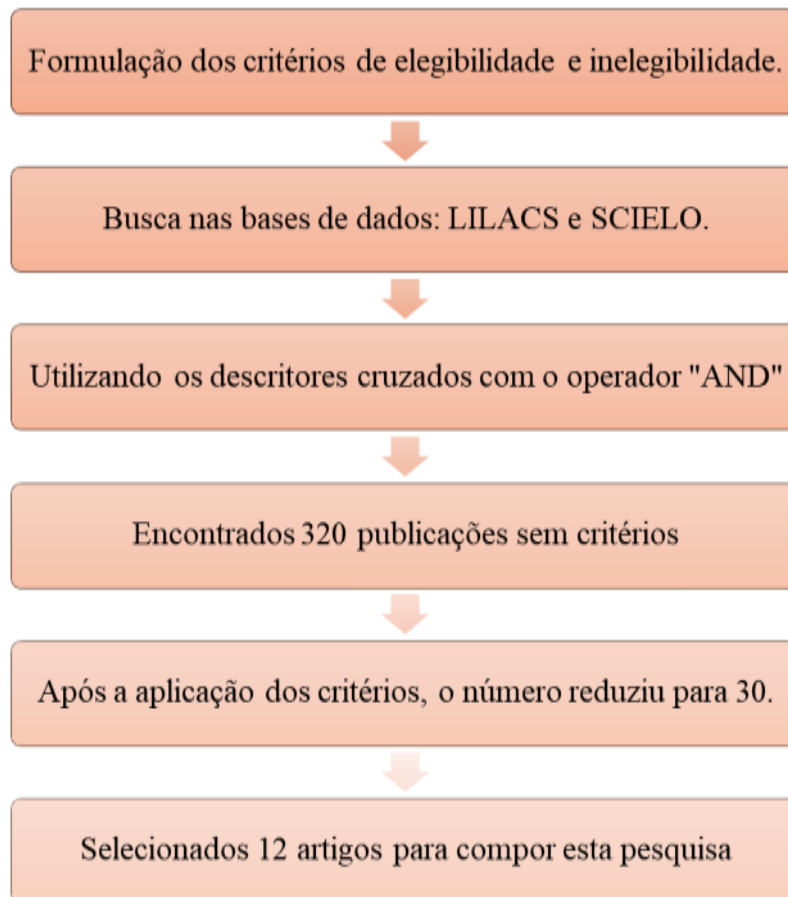 Formulação dos critérios de elegibilidade e inelegibilidade.
Busca nas bases de dados: LILACS e SCIELO.
Utilizando os descritores cruzados com o operador "AND"
Encontrados 320 publicações sem critérios
Após a aplicação dos critérios, o número reduziu para 30.
Selecionados 12 artigos para compor esta pesquisa